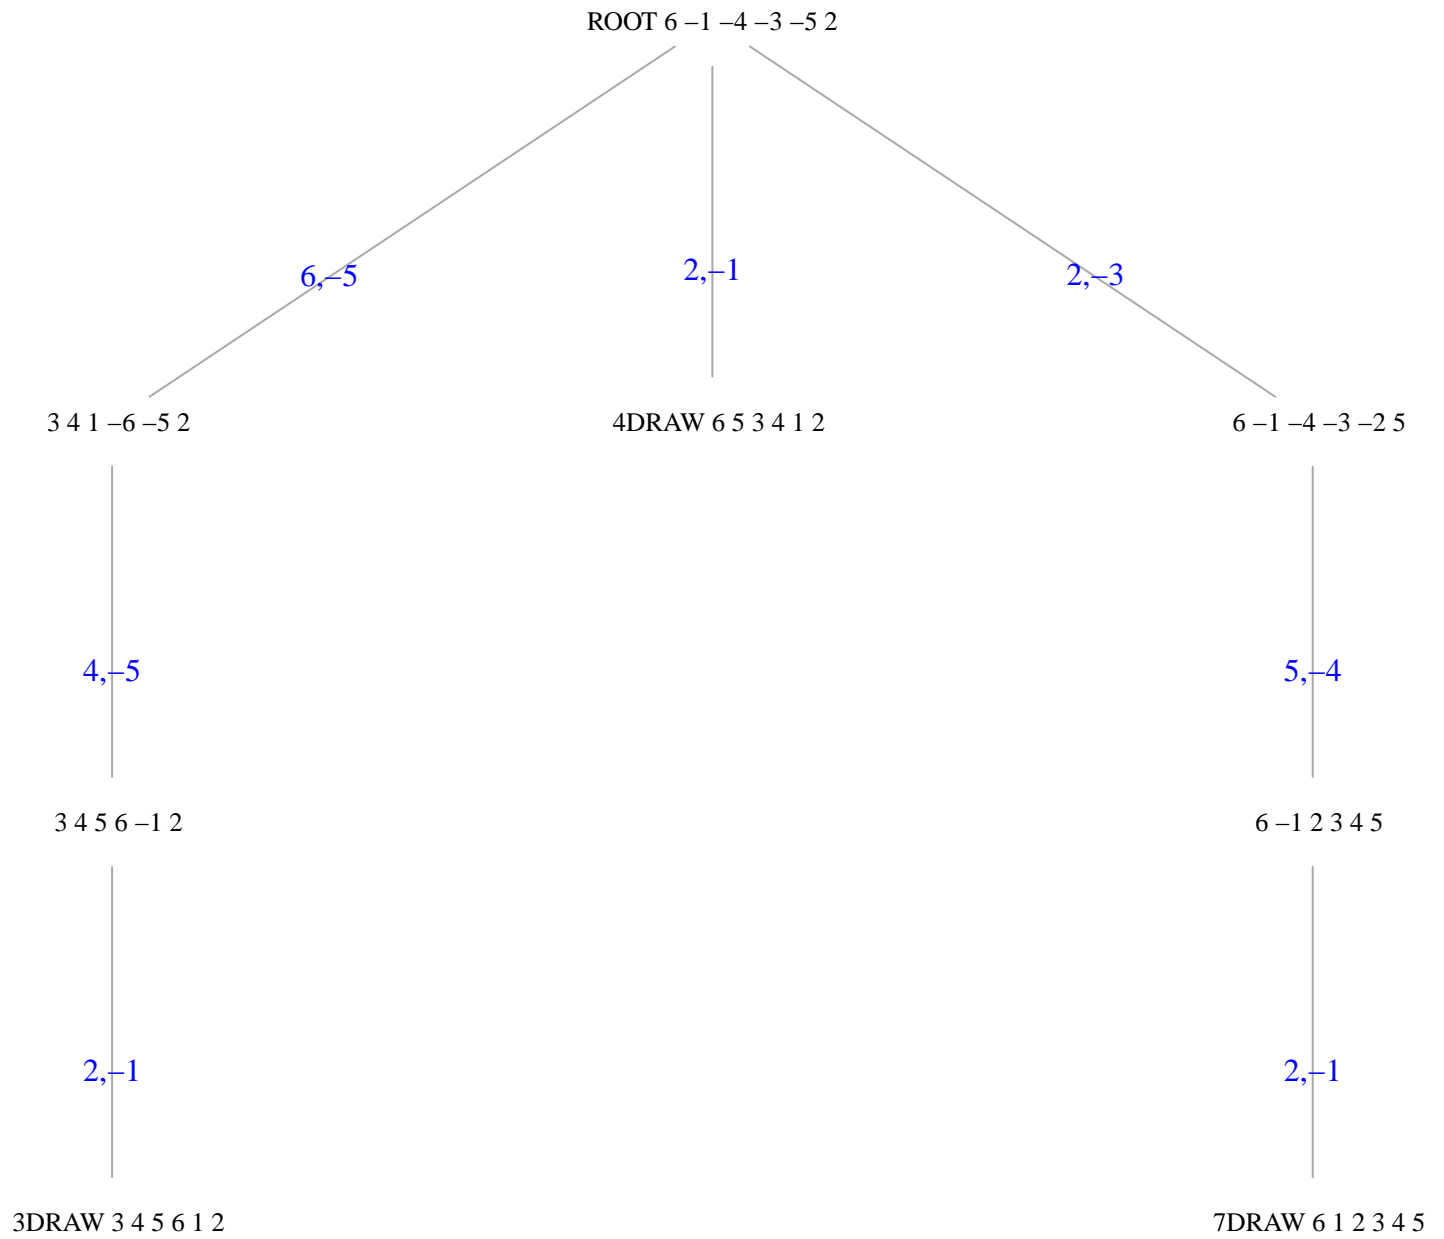 ROOT 6 –1 –4 –3 –5 2
6,–5
2,–1
2,–3
3 4 1 –6 –5 2
4DRAW 6 5 3 4 1 2
6 –1 –4 –3 –2 5
4,–5
5,–4
3 4 5 6 –1 2
6 –1 2 3 4 5
2,–1
2,–1
3DRAW 3 4 5 6 1 2
7DRAW 6 1 2 3 4 5